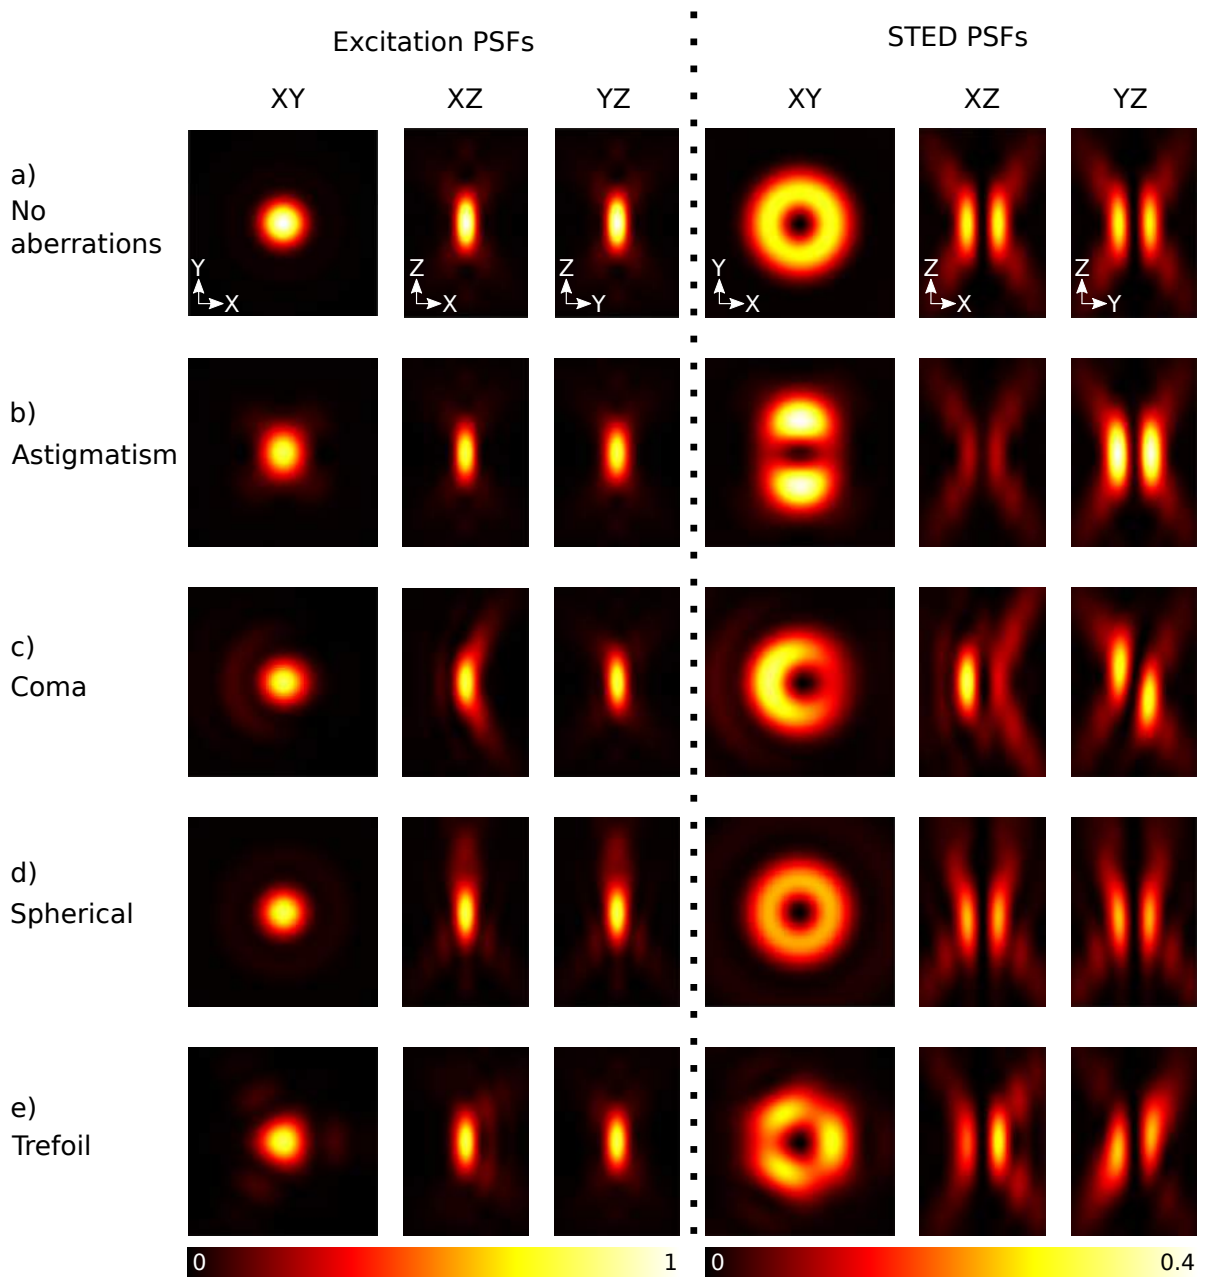 Excitation PSFs
STED PSFs
XY XZ YZ XY XZ YZ
a)
No
aberrations
Y X Z X Z Y Y X Z X Z Y
b)
Astigmatism
c)
Coma
d)
Spherical
e)
Trefoil
0 1 0 0.4